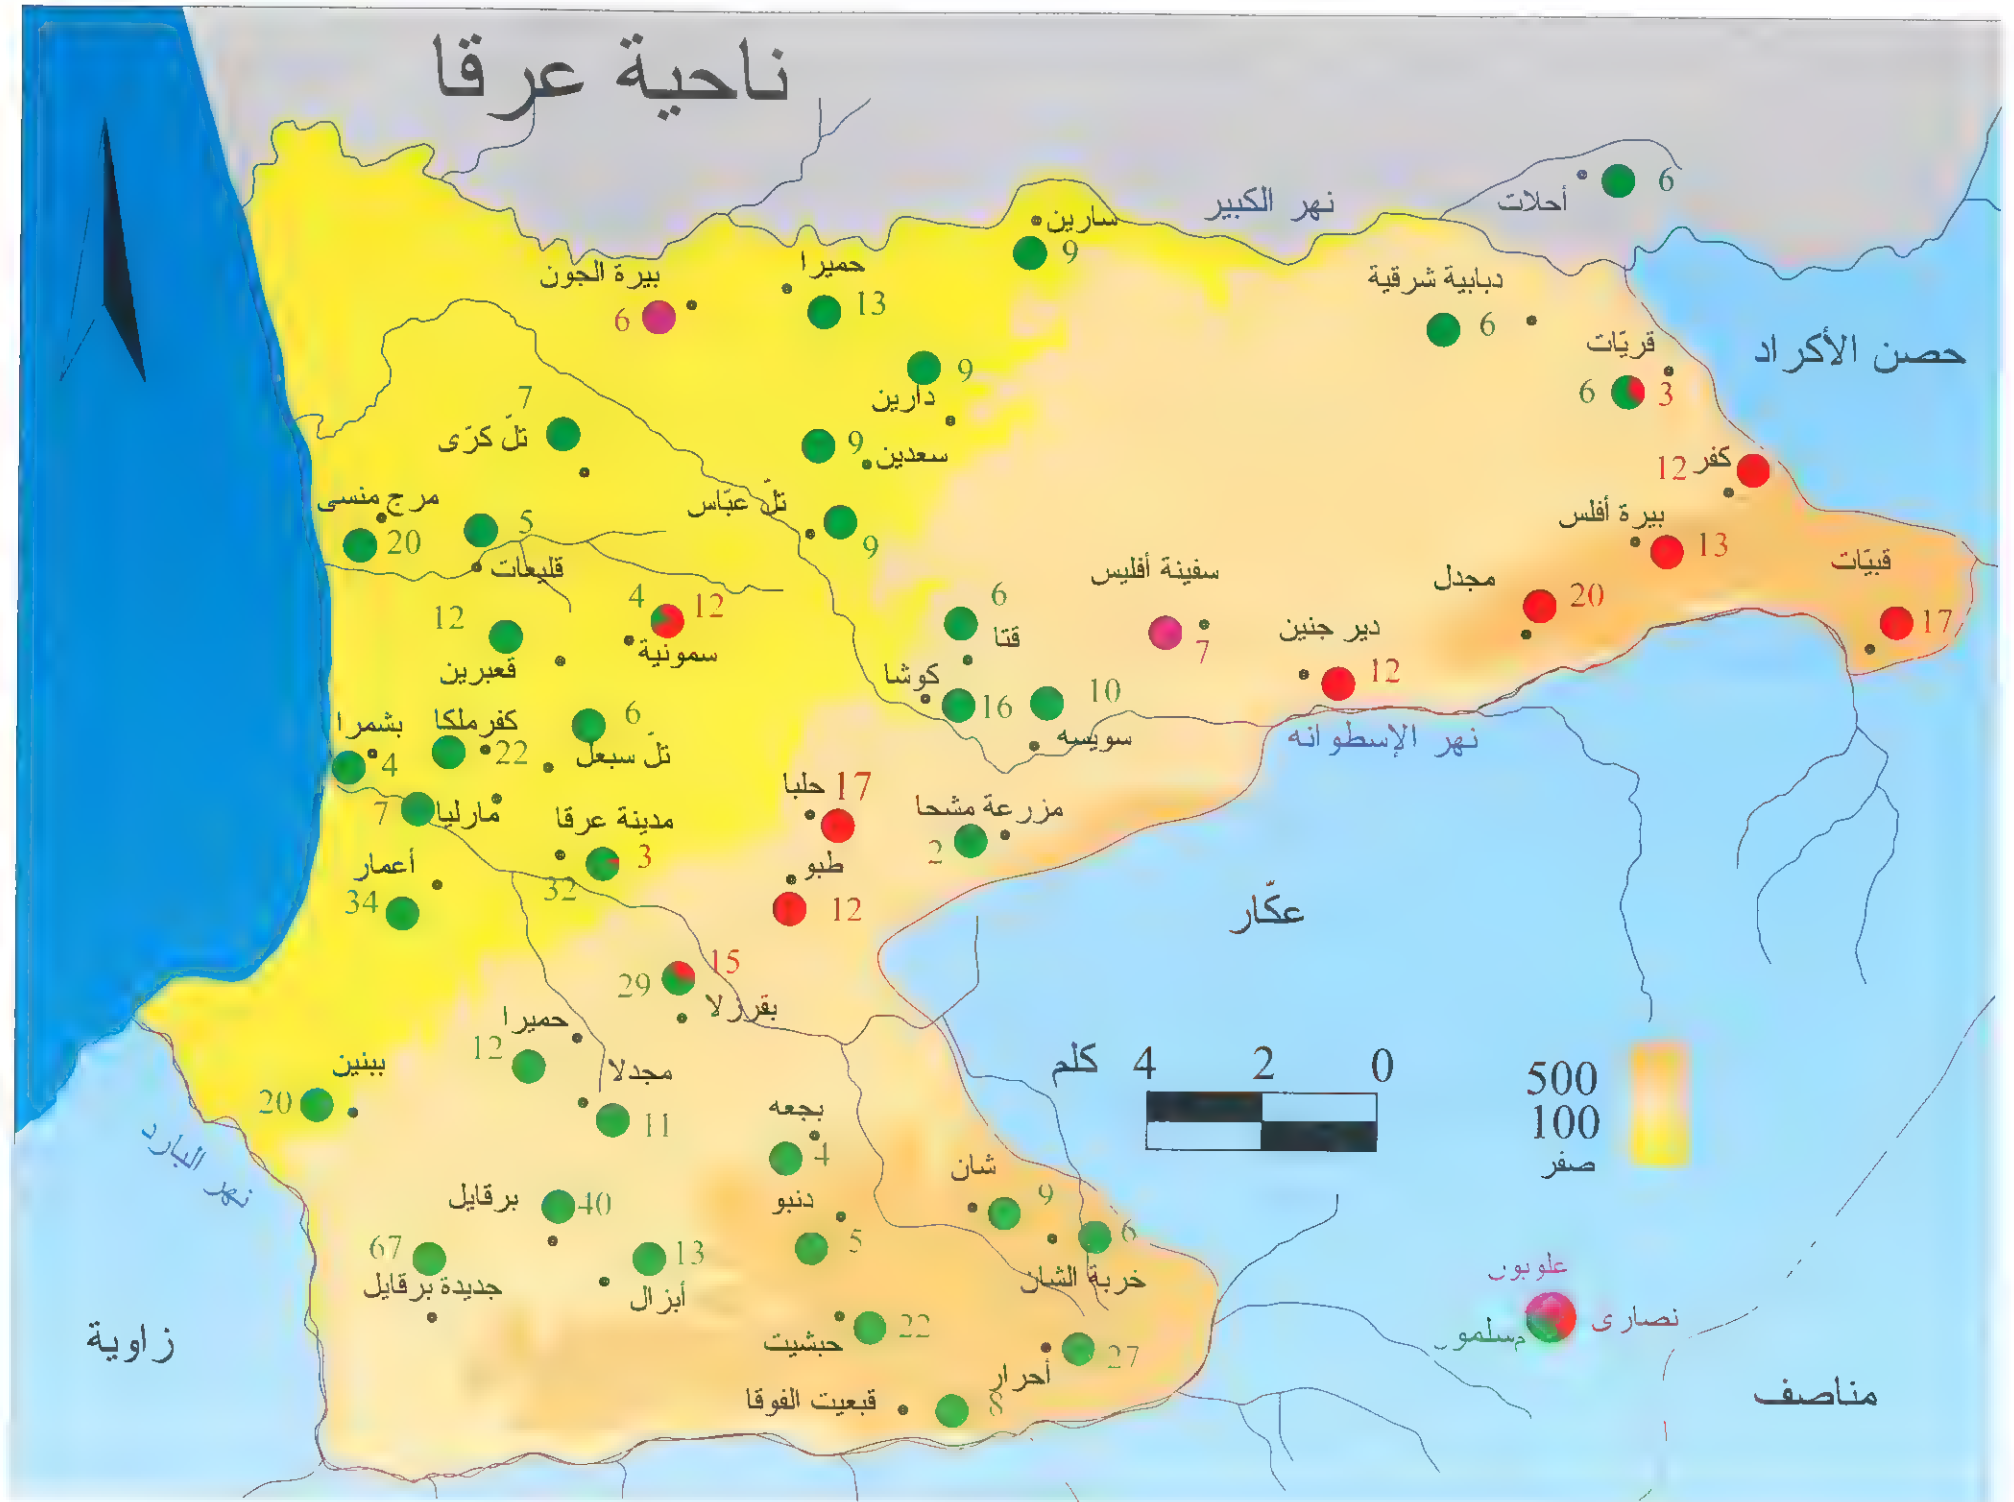 ناحية عرقا
أحلات
6
نهر الكبير
سارين
9
حميرا
13
بيرة الجون
6
دبابية شرقية
6
قريّات
6
3
حصن الأكراد
دارين
9
سعدين
9
7
تلّ كرّى
كفر
12
مرج منسى
20
5
قليعات
تلّ عبّاس
9
بيرة أفلس
13
قبيّات
17
مجدل
20
سفينة أفليس
7
دير جنين
12
4
12
سمونية
12
قعبرين
6
قتا
كوشا
16
10
سويسه
نهر الإسطوانه
بشمرا
4
كفرملكا
22
6
تلّ سبعل
7
مارليا
مدينة عرقا
3
32
حلبا
17
مزرعة مشحا
2
طبو
12
أعمار
34
عكّار
15
29
بقرزلا
حميرا
12
مجدلا
11
ببنين
20
نهر البارد
بجعه
4
كلم
4
2
0
500
100
صفر
شان
9
6
خربة الشان
دنبو
5
برقايل
40
67
جديدة برقايل
13
أبزال
حبشيت
22
أحرار
27
قبعيت الفوقا
8
زاوية
علويون
نصارى
مسلمون
مناصف